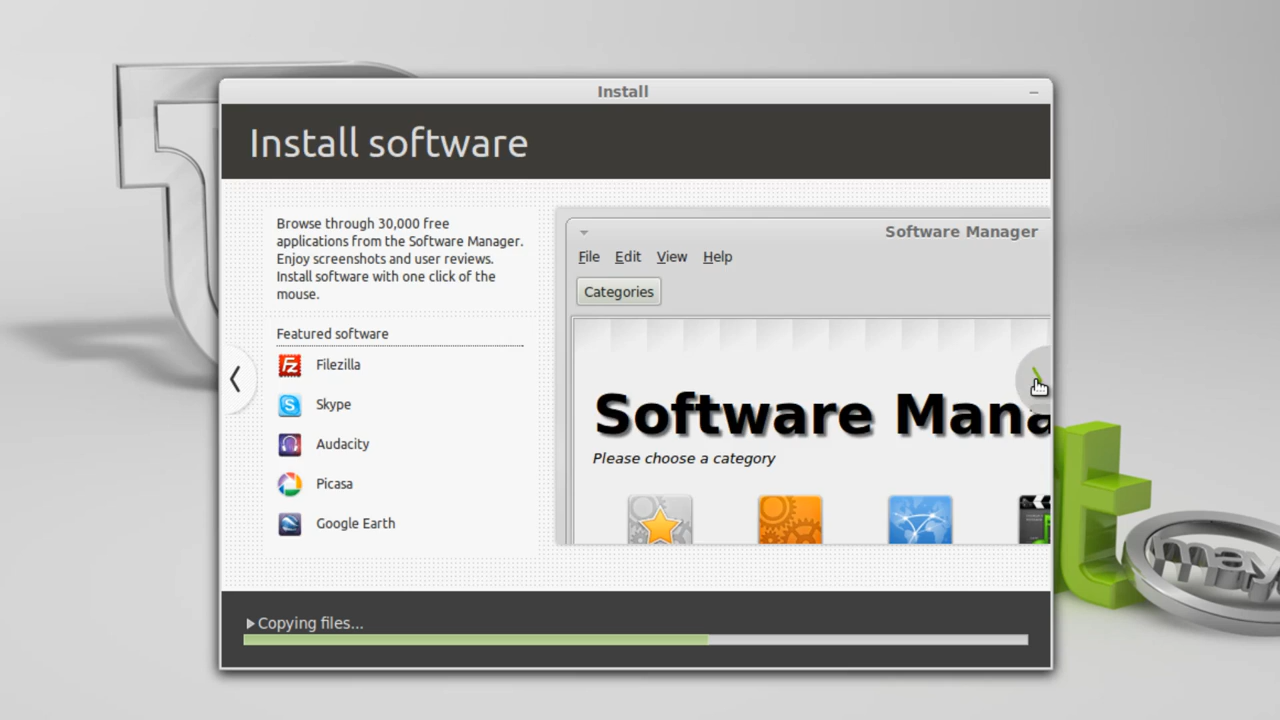 Install
Install software
Browse through 30,000 free
applications from the Software Manager.
Enjoy screenshots and user reviews.
Install software with one click of the
mouse.
Featured software
Filezilla
Skype
Audacity
Picasa
Google Earth
Software Manager
File Edit View Help
Categories
Software Mana
Please choose a category
Copying files...